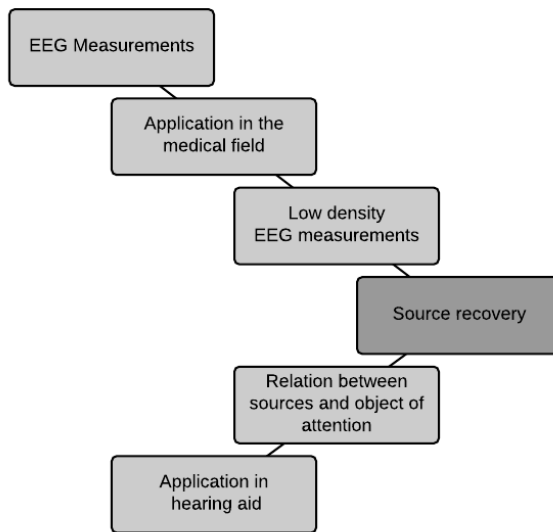 EEG Measurements
Application in the
medical field
Low density
EEG measurements
Source recovery
Relation between
sources and object of
attention
Application in
hearing aid